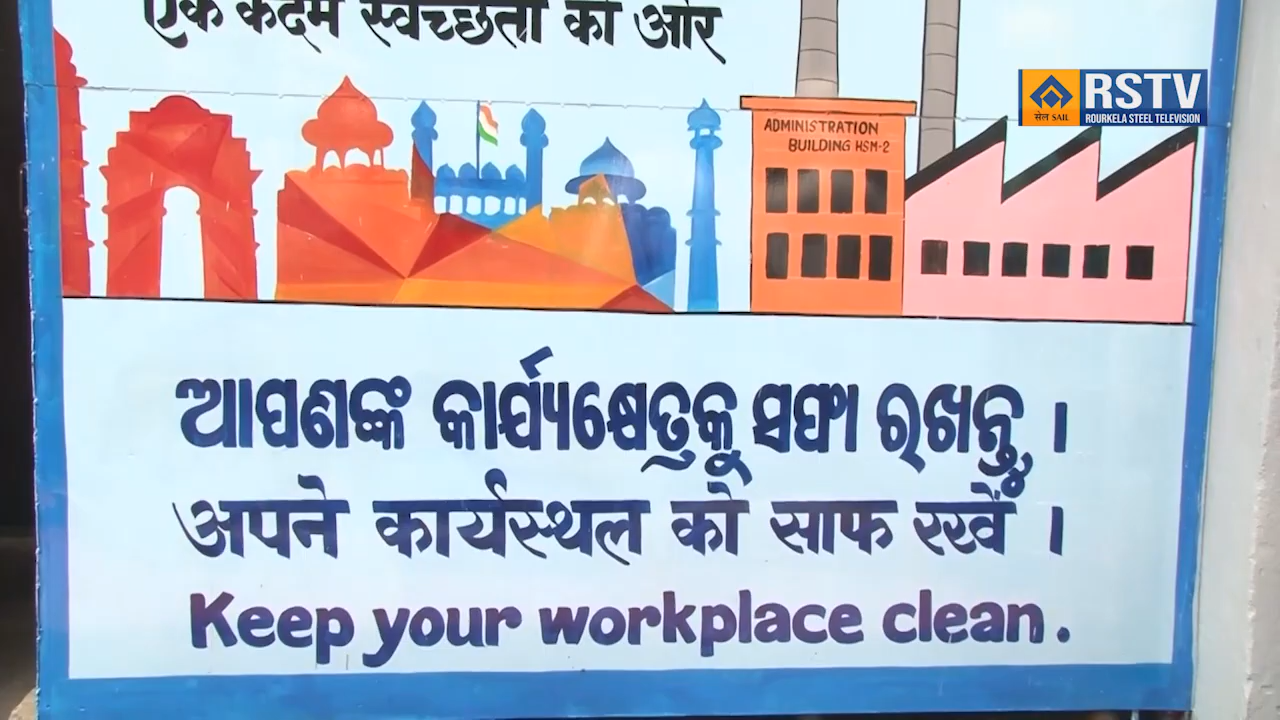 एक कदम स्वच्छता की ओर
RSTV
सेल SAIL
ROURKELA STEEL TELEVISION
ADMINISTRATION
BUILDING HSM-2
ଆପଣଙ୍କ କାର୍ଯ୍ୟକ୍ଷେତ୍ରକୁ ସଫା ରଖନ୍ତୁ ।
अपने कार्यस्थल को साफ रखें ।
Keep your workplace clean.